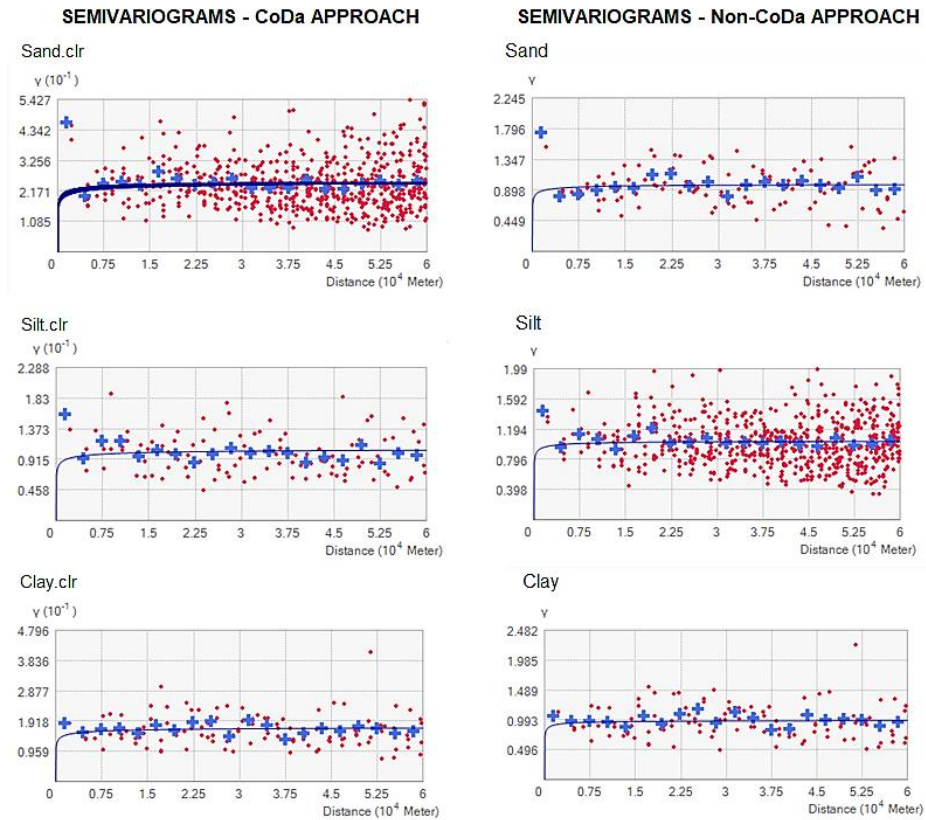 SEMIVARIOGRAMS - CoDa APPROACH
SEMIVARIOGRAMS - Non-CoDa APPROACH
Sand.clr
γ (10⁻¹)
5.427
4.342
3.256
2.171
1.085
0 0.75 1.5 2.25 3 3.75 4.5 5.25 6
Distance (10⁴ Meter)
Sand
γ
2.245
1.796
1.347
0.898
0.449
0 0.75 1.5 2.25 3 3.75 4.5 5.25 6
Distance (10⁴ Meter)
Silt.clr
γ (10⁻¹)
2.288
1.83
1.373
0.915
0.458
0 0.75 1.5 2.25 3 3.75 4.5 5.25 6
Distance (10⁴ Meter)
Silt
γ
1.99
1.592
1.194
0.796
0.398
0 0.75 1.5 2.25 3 3.75 4.5 5.25 6
Distance (10⁴ Meter)
Clay.clr
γ (10⁻¹)
4.796
3.836
2.877
1.918
0.959
0 0.75 1.5 2.25 3 3.75 4.5 5.25 6
Distance (10⁴ Meter)
Clay
γ
2.482
1.985
1.489
0.993
0.496
0 0.75 1.5 2.25 3 3.75 4.5 5.25 6
Distance (10⁴ Meter)